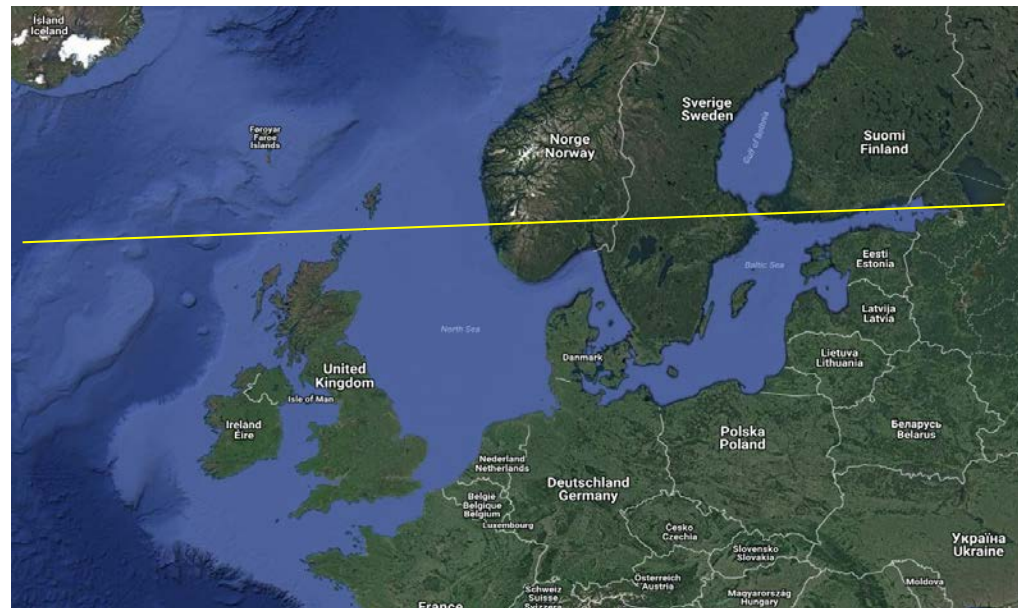 Ísland
Iceland
Føroyar
Faroe
Islands
Norge
Norway
Sverige
Sweden
Gulf of Bothnia
Suomi
Finland
Eesti
Estonia
Baltic Sea
Latvija
Latvia
North Sea
Danmark
Lietuva
Lithuania
United
Kingdom
Isle of Man
Ireland
Éire
Polska
Poland
Беларусь
Belarus
Nederland
Netherlands
Deutschland
Germany
België
Belgique
Belgium
Luxembourg
Česko
Czechia
Україна
Ukraine
Slovensko
Slovakia
Österreich
Austria
Moldova
Schweiz
Suisse
Svizzera
Magyarország
Hungary
France